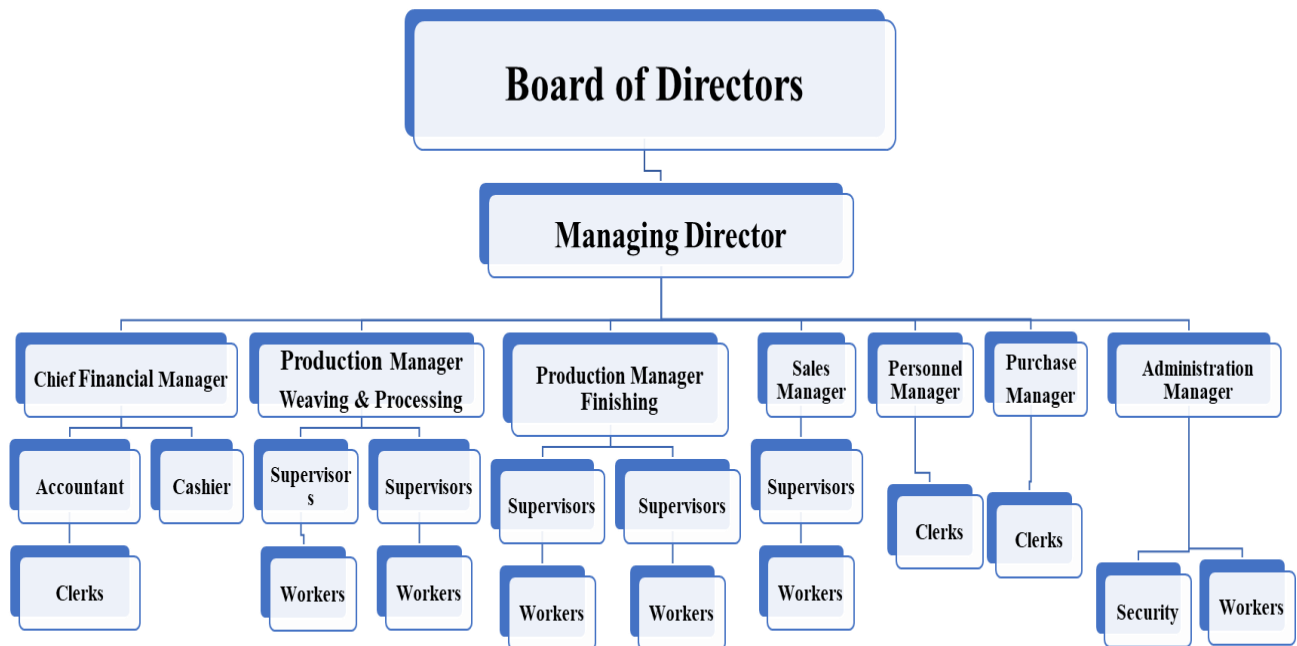 Board of Directors
Managing Director
Chief Financial Manager
Production Manager
Weaving & Processing
Production Manager
Finishing
Sales
Manager
Personnel
Manager
Purchase
Manager
Administration
Manager
Accountant
Cashier
Supervisor
s
Supervisors
Supervisors
Supervisors
Supervisors
Clerks
Clerks
Clerks
Workers
Workers
Workers
Workers
Workers
Security
Workers